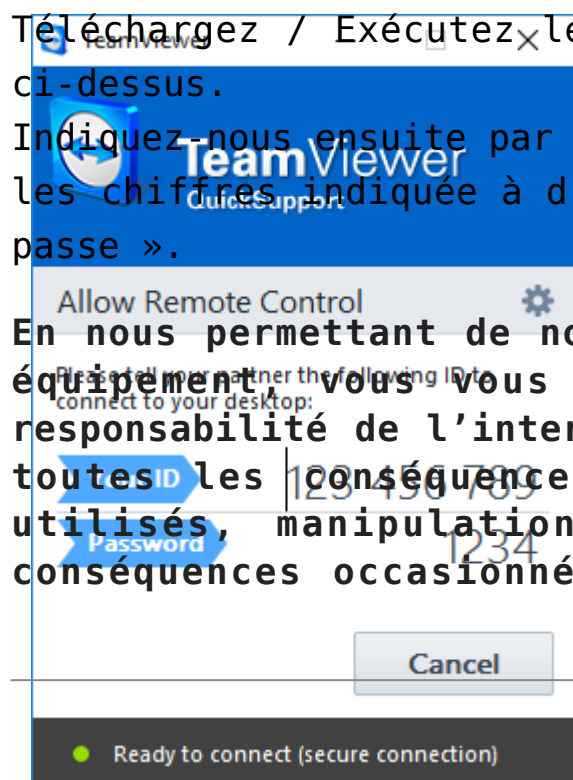 TeamViewer
Téléchargez / Exécutez le
ci-dessus.
Indiquez-nous ensuite par
les chiffres indiquée à d
passe ».
TeamViewer
QuickSupport
Allow Remote Control
En nous permettant de no
équipement, vous vous
responsabilité de l’inter
toutes les conséquence
utilisés, manipulation
conséquences occasionné
Please tell your partner the following ID to
connect to your desktop:
Your ID 123 456 789
Password 1234
Cancel
Ready to connect (secure connection)